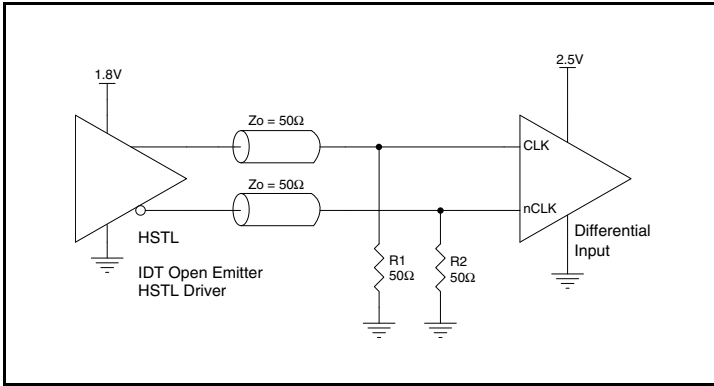 1.8V
2.5V
Zo = 50Ω
CLK
Zo = 50Ω
nCLK
HSTL
Differential
Input
R1
50Ω
R2
50Ω
IDT Open Emitter
HSTL Driver